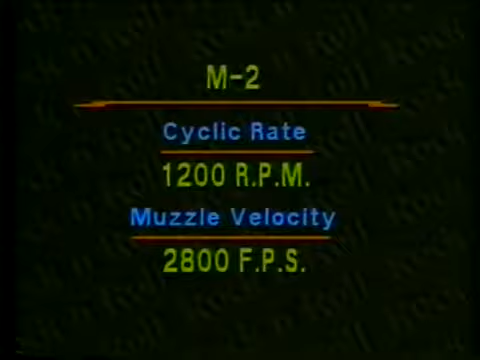 M-2
Cyclic Rate
1200 R.P.M.
Muzzle Velocity
2800 F.P.S.